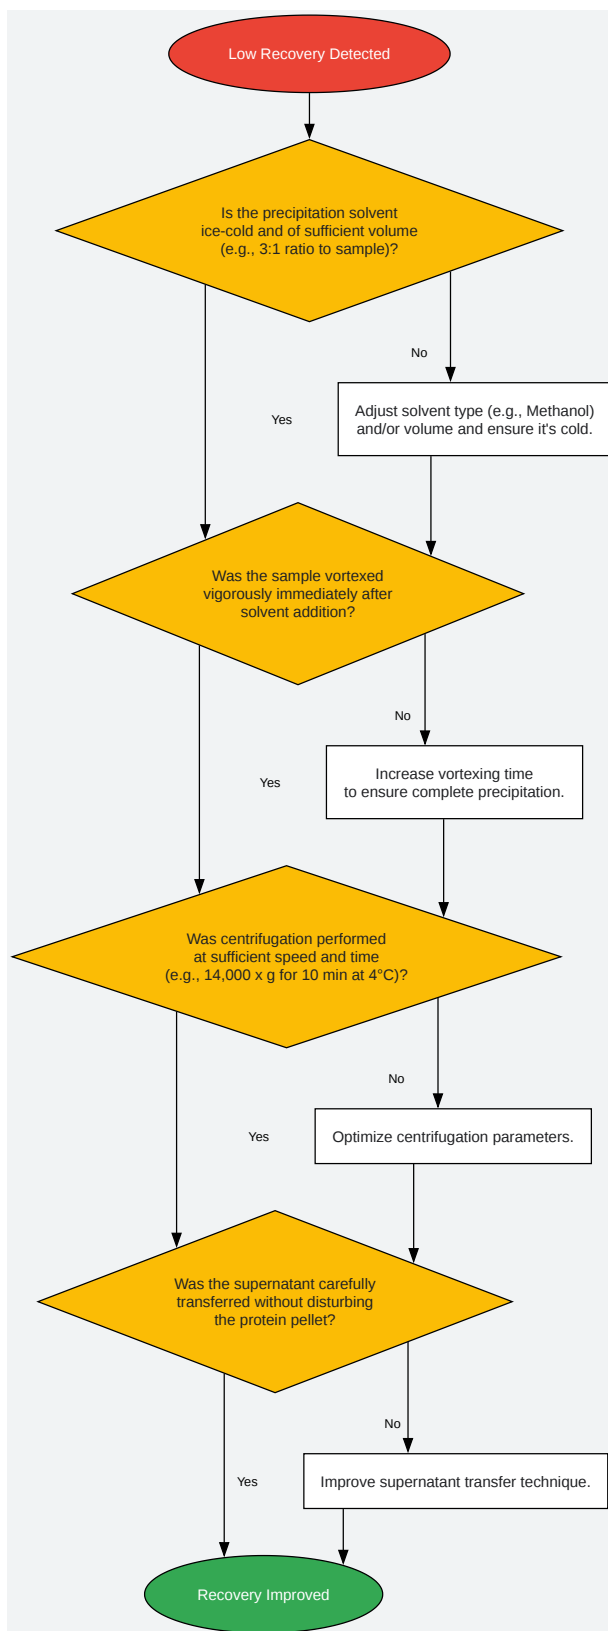 Low Recovery Detected
Is the precipitation solvent
ice-cold and of sufficient volume
(e.g., 3:1 ratio to sample)?
No
Yes
Adjust solvent type (e.g., Methanol)
and/or volume and ensure it's cold.
Was the sample vortexed
vigorously immediately after
solvent addition?
No
Yes
Increase vortexing time
to ensure complete precipitation.
Was centrifugation performed
at sufficient speed and time
(e.g., 14,000 x g for 10 min at 4°C)?
No
Yes
Optimize centrifugation parameters.
Was the supernatant carefully
transferred without disturbing
the protein pellet?
No
Yes
Improve supernatant transfer technique.
Recovery Improved